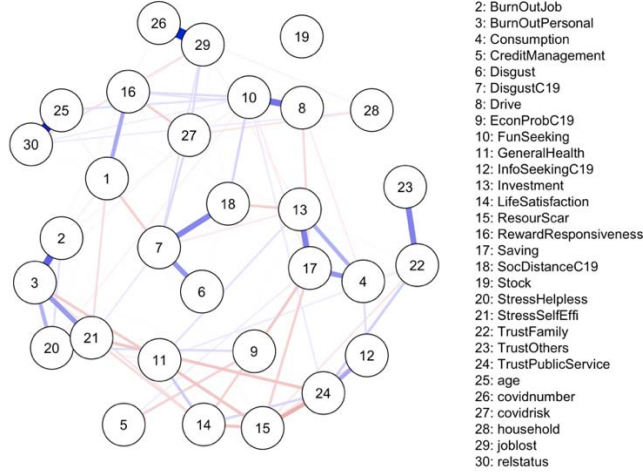 26
19
29
16
10
8
28
25
27
30
1
23
18
13
2
7
22
3
17
4
6
21
20
11
9
12
24
5
14
15
2: BurnOutJob
3: BurnOutPersonal
4: Consumption
5: CreditManagement
6: Disgust
7: DisgustC19
8: Drive
9: EconProbC19
10: FunSeeking
11: GeneralHealth
12: InfoSeekingC19
13: Investment
14: LifeSatisfaction
15: ResourScar
16: RewardResponsiveness
17: Saving
18: SocDistanceC19
19: Stock
20: StressHelpless
21: StressSelfEffi
22: TrustFamily
23: TrustOthers
24: TrustPublicService
25: age
26: covidnumber
27: covidrisk
28: household
29: joblost
30: relstatus